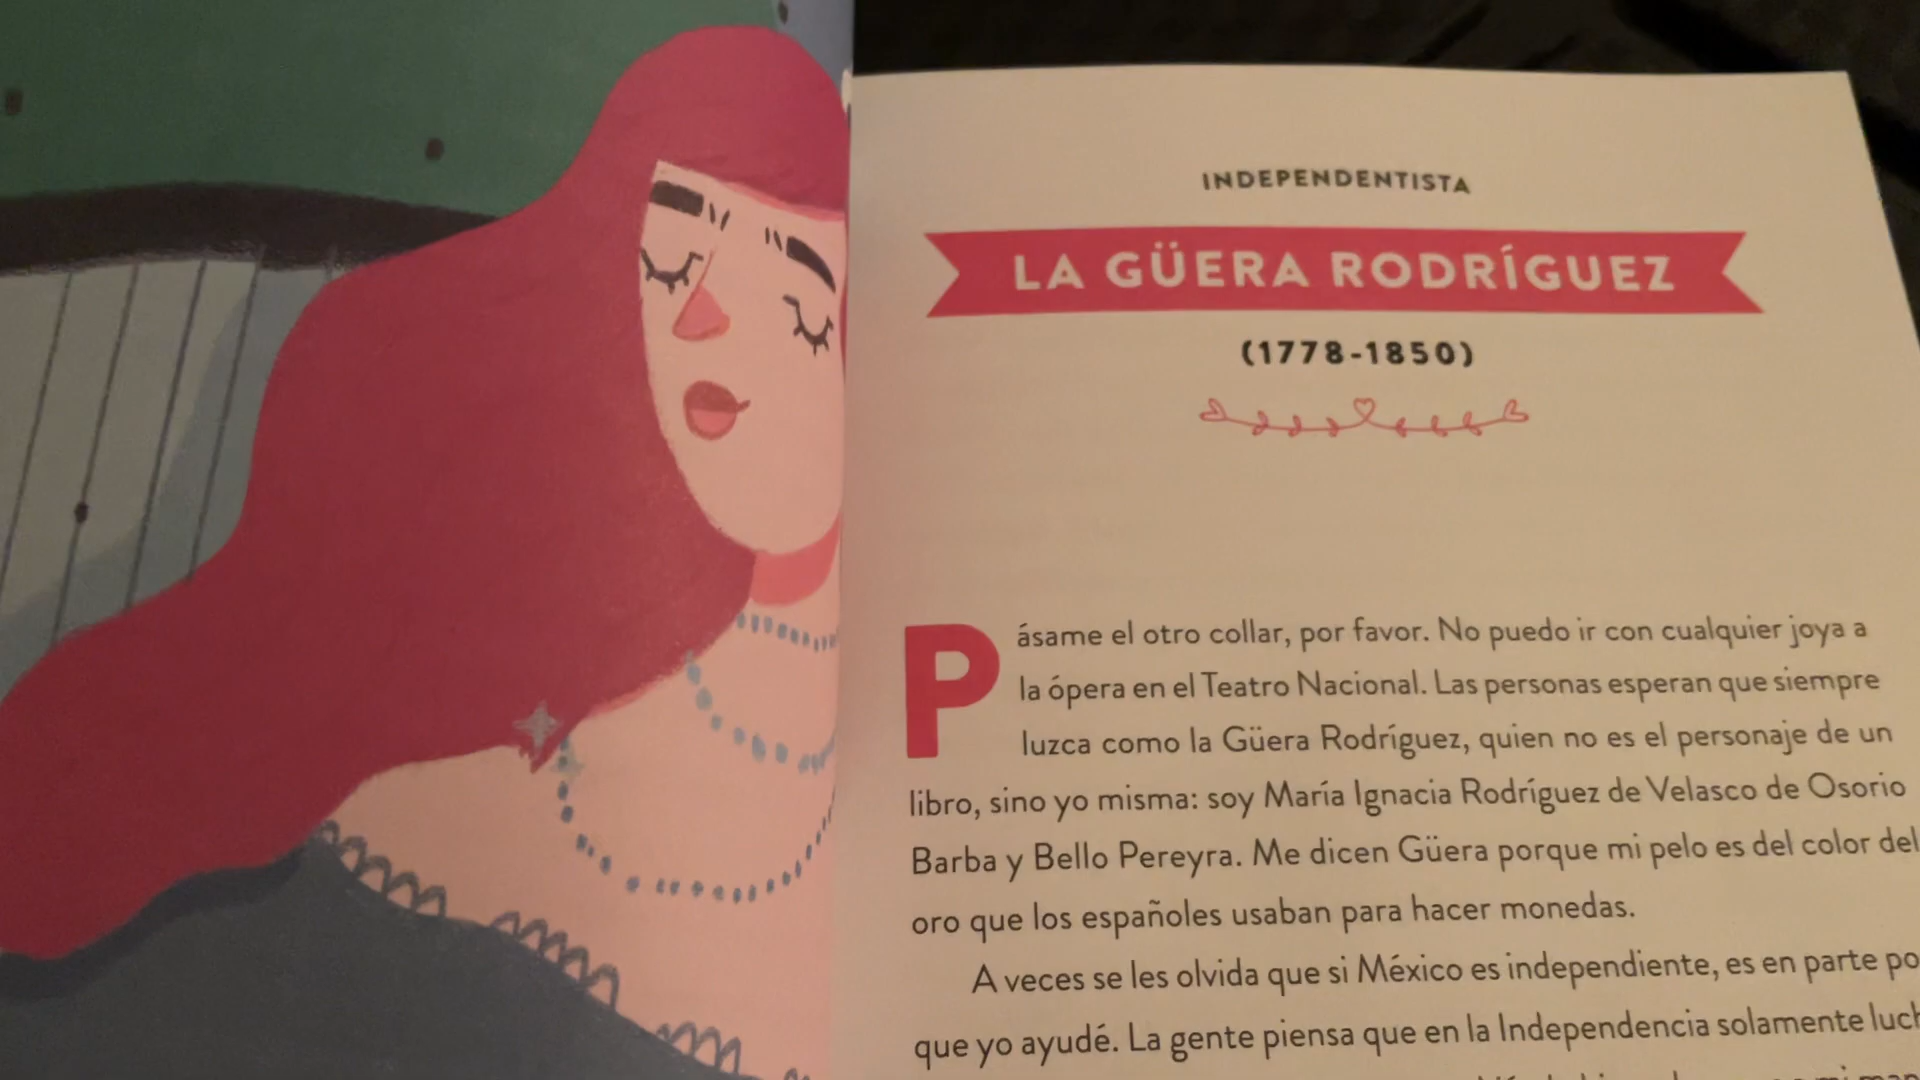 INDEPENDENTISTA
LA GÜERA RODRÍGUEZ
(1778-1850)
Pásame el otro collar, por favor. No puedo ir con cualquier joya a
la ópera en el Teatro Nacional. Las personas esperan que siempre
luzca como la Güera Rodríguez, quien no es el personaje de un
libro, sino yo misma: soy María Ignacia Rodríguez de Velasco de Osorio
Barba y Bello Pereyra. Me dicen Güera porque mi pelo es del color del
oro que los españoles usaban para hacer monedas.
A veces se les olvida que si México es independiente, es en parte po
que yo ayudé. La gente piensa que en la Independencia solamente luch